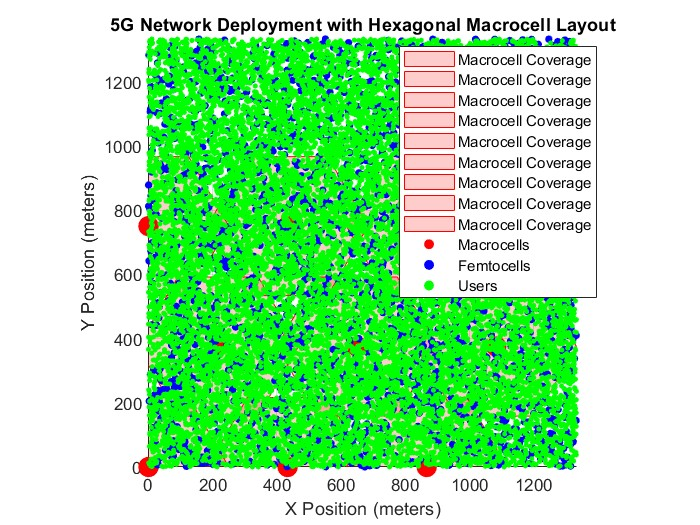 5G Network Deployment with Hexagonal Macrocell Layout
Macrocell Coverage
Macrocell Coverage
Macrocell Coverage
Macrocell Coverage
Macrocell Coverage
Macrocell Coverage
Macrocell Coverage
Macrocell Coverage
Macrocell Coverage
Macrocells
Femtocells
Users
Y Position (meters)
1200
1000
800
600
400
200
0
0 200 400 600 800 1000 1200
X Position (meters)